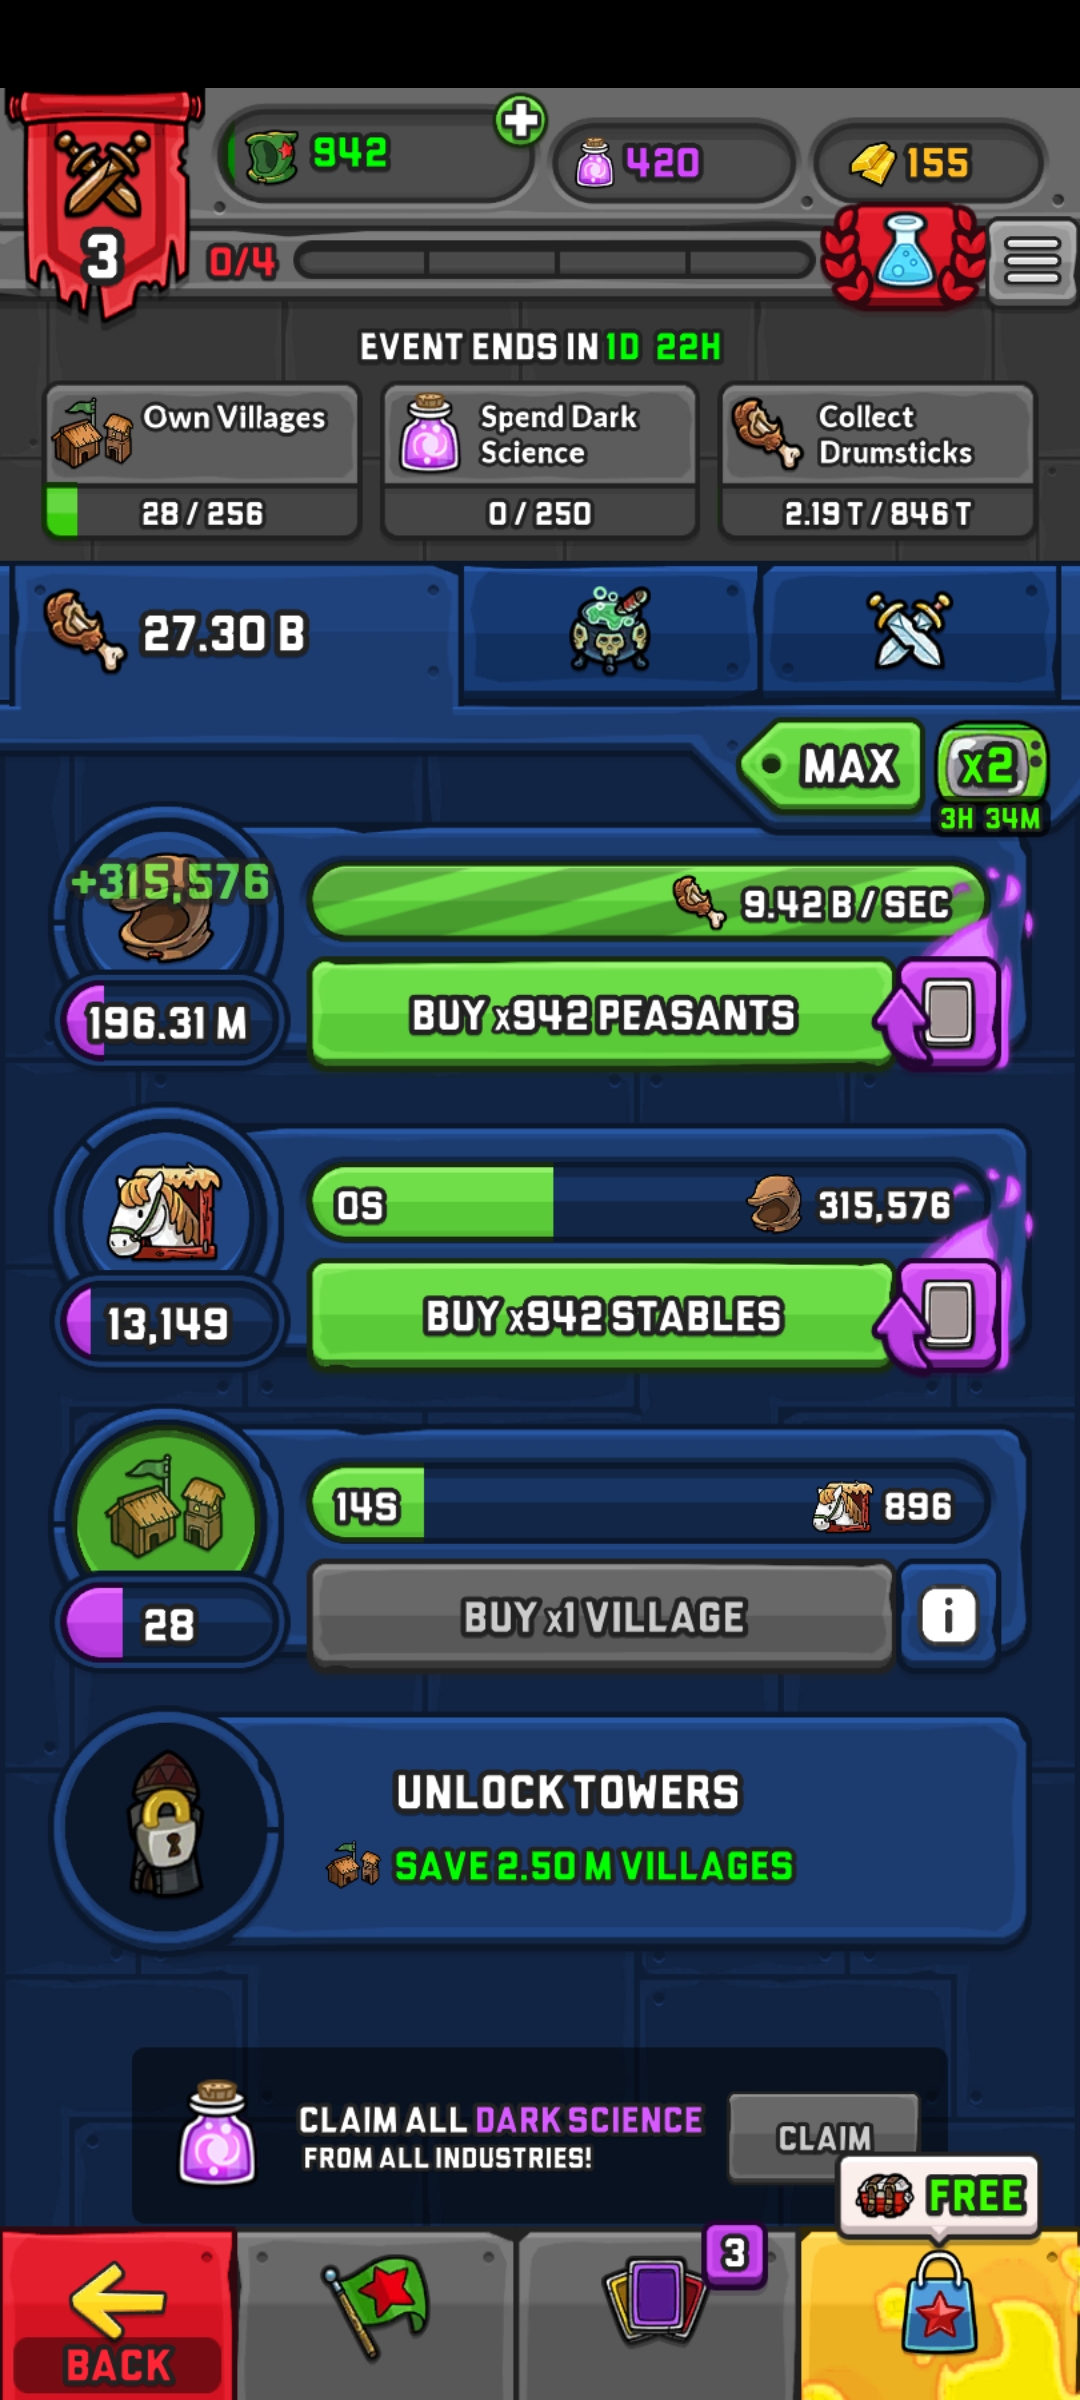 942
420
155
3
0/4
EVENT ENDS IN 1D 22H
Own Villages
28 / 256
Spend Dark
Science
0 / 250
Collect
Drumsticks
2.19 T / 846 T
27.30 B
MAX
x2
3H 34M
+315,576
9.42 B / SEC
196.31 M
BUY x942 PEASANTS
0S
315,576
13,149
BUY x942 STABLES
14S
896
28
BUY x1 VILLAGE
i
UNLOCK TOWERS
SAVE 2.50 M VILLAGES
CLAIM ALL DARK SCIENCE
FROM ALL INDUSTRIES!
CLAIM
FREE
3
BACK